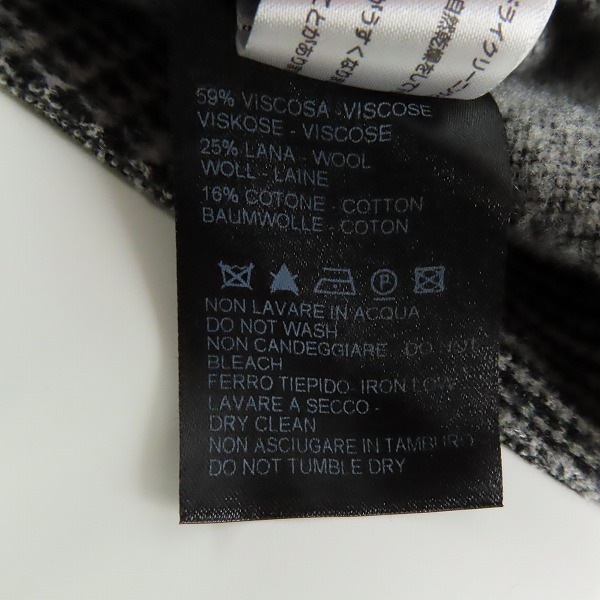 59% VISCOSA - VISCOSE
VISKOSE - VISCOSE
25% LANA - WOOL
WOLL - LAINE
16% COTONE - COTTON
BAUMWOLLE - COTON
P
NON LAVARE IN ACQUA
DO NOT WASH
NON CANDEGGIARE - DO NOT
BLEACH
FERRO TIEPIDO - IRON LOW
LAVARE A SECCO -
DRY CLEAN
NON ASCIUGARE IN TAMBURO
DO NOT TUMBLE DRY